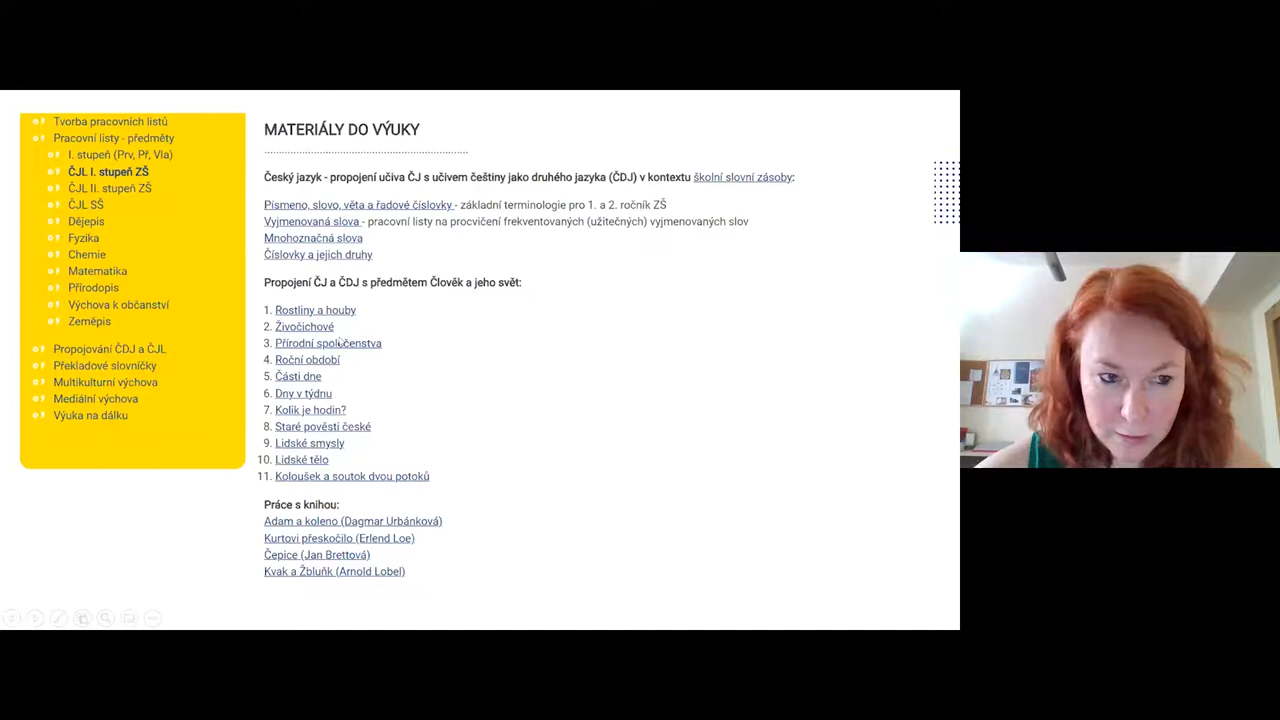 Tvorba pracovních listů
Pracovní listy - předměty
I. stupeň (Prv, Př, Vla)
ČJL I. stupeň ZŠ
ČJL II. stupeň ZŠ
ČJL SŠ
Dějepis
Fyzika
Chemie
Matematika
Přírodopis
Výchova k občanství
Zeměpis
Propojování ČDJ a ČJL
Překladové slovníčky
Multikulturní výchova
Mediální výchova
Výuka na dálku
MATERIÁLY DO VÝUKY
Český jazyk - propojení učiva ČJ s učivem češtiny jako druhého jazyka (ČDJ) v kontextu školní slovní zásoby:
Písmeno, slovo, věta a řadové číslovky - základní terminologie pro 1. a 2. ročník ZŠ
Vyjmenovaná slova - pracovní listy na procvičení frekventovaných (užitečných) vyjmenovaných slov
Mnohoznačná slova
Číslovky a jejich druhy
Propojení ČJ a ČDJ s předmětem Člověk a jeho svět:
1. Rostliny a houby
2. Živočichové
3. Přírodní společenstva
4. Roční období
5. Části dne
6. Dny v týdnu
7. Kolik je hodin?
8. Staré pověsti české
9. Lidské smysly
10. Lidské tělo
11. Koloušek a soutok dvou potoků
Práce s knihou:
Adam a koleno (Dagmar Urbánková)
Kurtovi přeskočilo (Erlend Loe)
Čepice (Jan Brettová)
Kvak a Žbluňk (Arnold Lobel)